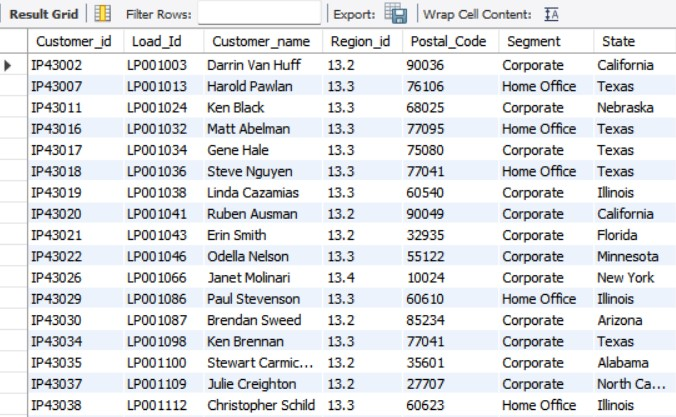 Result Grid Filter Rows: Export: Wrap Cell Content: IA
Customer_id Load_Id Customer_name Region_id Postal_Code Segment State
IP43002 LP001003 Darrin Van Huff 13.2 90036 Corporate California
IP43007 LP001013 Harold Pawlan 13.3 76106 Home Office Texas
IP43011 LP001024 Ken Black 13.3 68025 Corporate Nebraska
IP43016 LP001032 Matt Abelman 13.3 77095 Home Office Texas
IP43017 LP001034 Gene Hale 13.3 75080 Corporate Texas
IP43018 LP001036 Steve Nguyen 13.3 77041 Home Office Texas
IP43019 LP001038 Linda Cazamias 13.3 60540 Corporate Illinois
IP43020 LP001041 Ruben Ausman 13.2 90049 Corporate California
IP43021 LP001043 Erin Smith 13.2 32935 Corporate Florida
IP43022 LP001046 Odella Nelson 13.3 55122 Corporate Minnesota
IP43026 LP001066 Janet Molinari 13.4 10024 Corporate New York
IP43029 LP001086 Paul Stevenson 13.3 60610 Home Office Illinois
IP43030 LP001087 Brendan Sweed 13.2 85234 Corporate Arizona
IP43034 LP001098 Ken Brennan 13.3 77041 Corporate Texas
IP43035 LP001100 Stewart Carmic... 13.2 35601 Corporate Alabama
IP43037 LP001109 Julie Creighton 13.2 27707 Corporate North Ca...
IP43038 LP001112 Christopher Schild 13.3 60623 Home Office Illinois